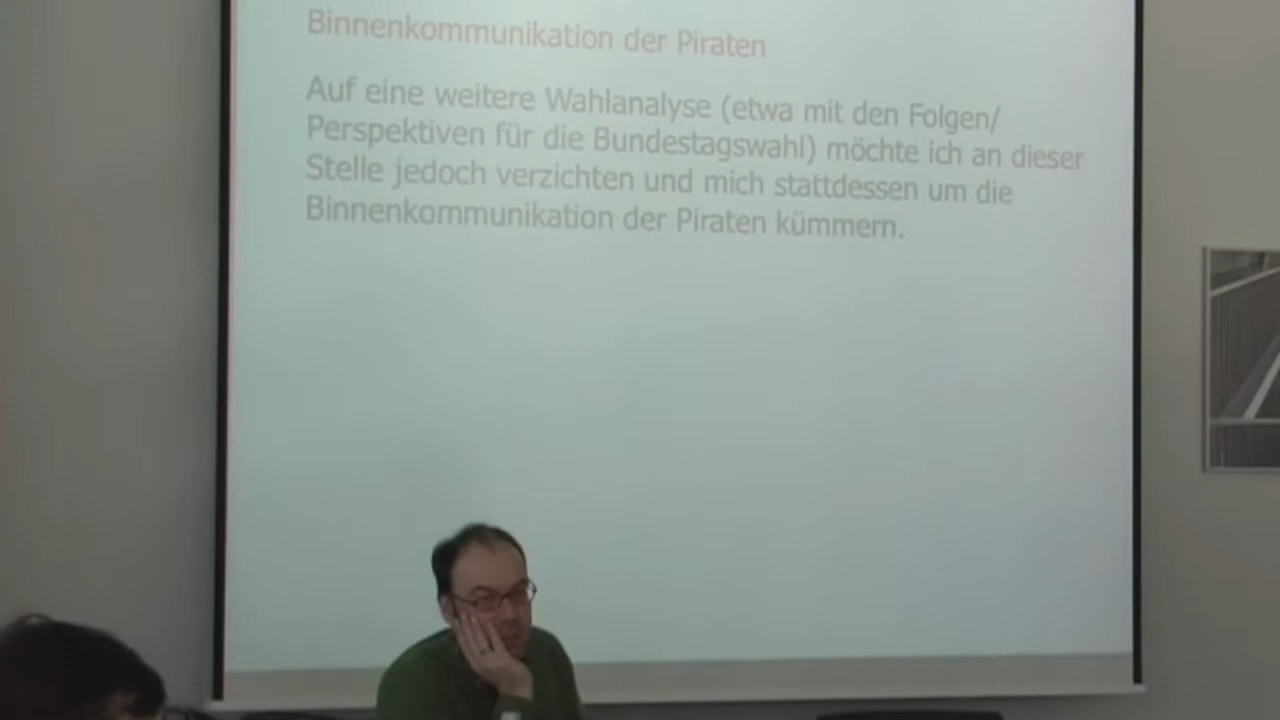 Binnenkommunikation der Piraten
Auf eine weitere Wahlanalyse (etwa mit den Folgen/
Perspektiven für die Bundestagswahl) möchte ich an dieser
Stelle jedoch verzichten und mich stattdessen um die
Binnenkommunikation der Piraten kümmern.